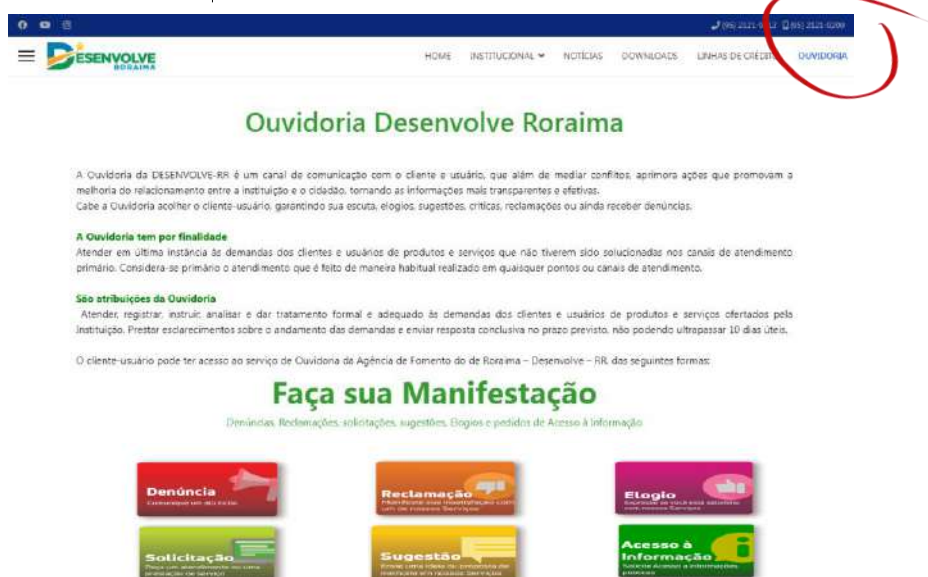 DESENVOLVE
RORAIMA
HOME INSTITUCIONAL NOTÍCIAS DOWNLOADS LINHAS DE CRÉDITO OUVIDORIA
Ouvidoria Desenvolve Roraima
A Ouvidoria da DESENVOLVE-RR é um canal de comunicação com o cliente e usuário, que além de mediar conflitos, aprimora ações que promovam a
melhoria do relacionamento entre a instituição e o cidadão, tornando as informações mais transparentes e efetivas.
Cabe a Ouvidoria acolher o cliente-usuário, garantindo sua escuta, elogios, sugestões, críticas, reclamações ou ainda receber denúncias.
A Ouvidoria tem por finalidade
Atender em última instância às demandas dos clientes e usuários de produtos e serviços que não tiverem sido solucionadas nos canais de atendimento
primário. Considera-se primário o atendimento que é feito de maneira habitual realizado em quaisquer pontos ou canais de atendimento.
São atribuições da Ouvidoria
Atender, registrar, instruir, analisar e dar tratamento formal e adequado às demandas dos clientes e usuários de produtos e serviços ofertados pela
Instituição. Prestar esclarecimentos sobre o andamento das demandas e enviar resposta conclusiva no prazo previsto, não podendo ultrapassar 10 dias úteis.
O cliente-usuário pode ter acesso ao serviço de Ouvidoria da Agência de Fomento do de Roraima – Desenvolve – RR, das seguintes formas:
Faça sua Manifestação
Denúncias, Reclamações, solicitações, sugestões, Elogios e pedidos de Acesso à Informação
Denúncia
Reclamação
Elogio
Solicitação
Sugestão
Acesso à
Informação